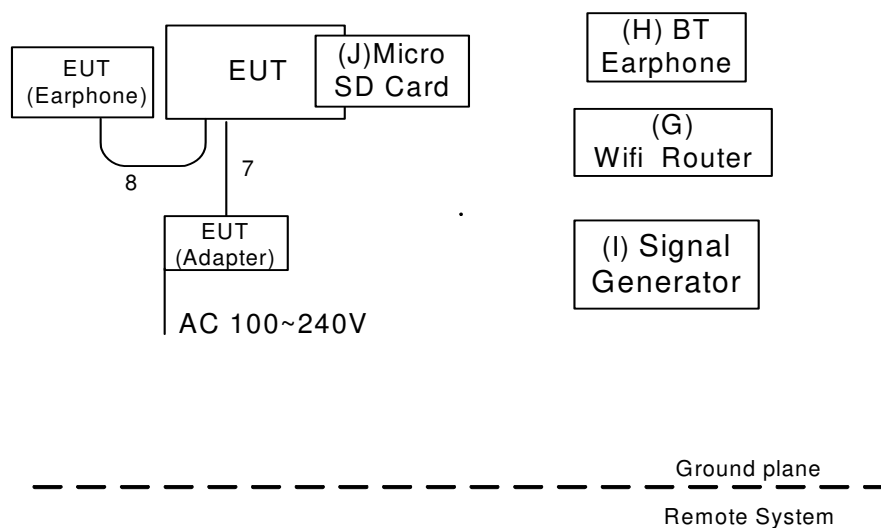 EUT
(Earphone)
EUT
(J)Micro
SD Card
(H) BT
Earphone
(G)
Wifi Router
8
7
EUT
(Adapter)
(I) Signal
Generator
AC 100~240V
Ground plane
Remote System